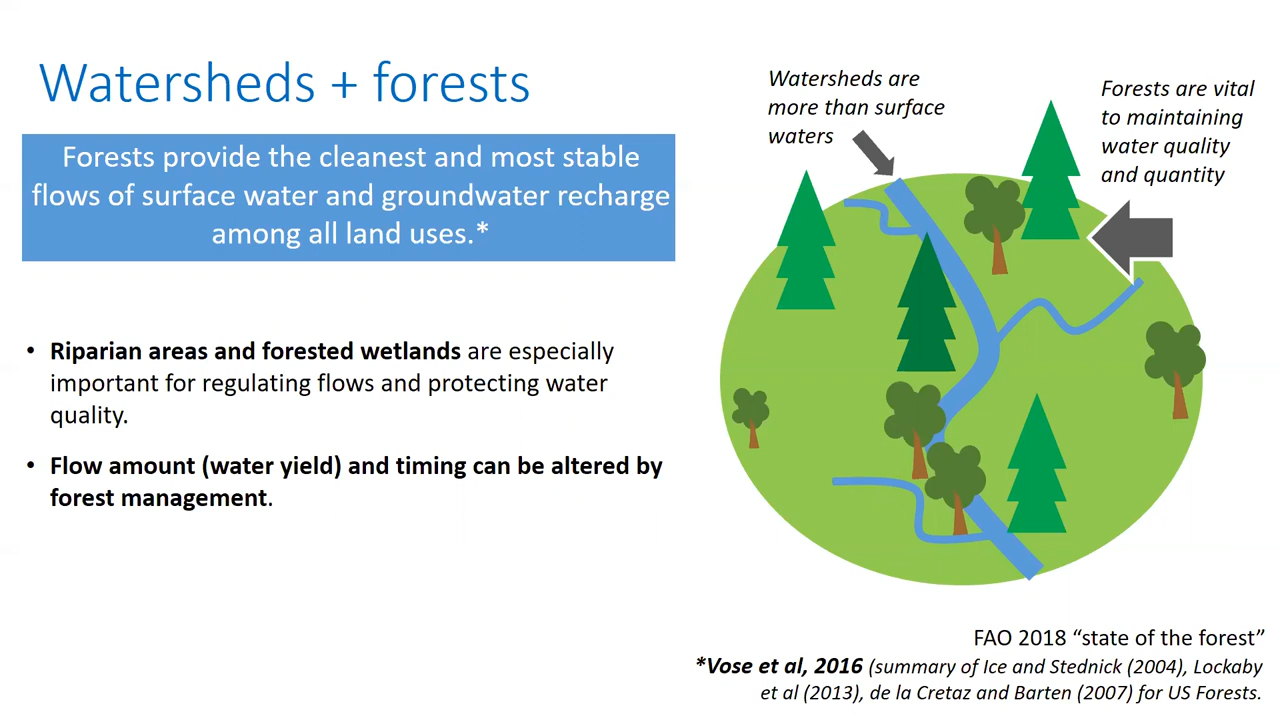 Watersheds + forests
Forests provide the cleanest and most stable
flows of surface water and groundwater recharge
among all land uses.*
• Riparian areas and forested wetlands are especially
important for regulating flows and protecting water
quality.
• Flow amount (water yield) and timing can be altered by
forest management.
Watersheds are
more than surface
waters
Forests are vital
to maintaining
water quality
and quantity
FAO 2018 “state of the forest”
*Vose et al, 2016 (summary of Ice and Stednick (2004), Lockaby
et al (2013), de la Cretaz and Barten (2007) for US Forests.